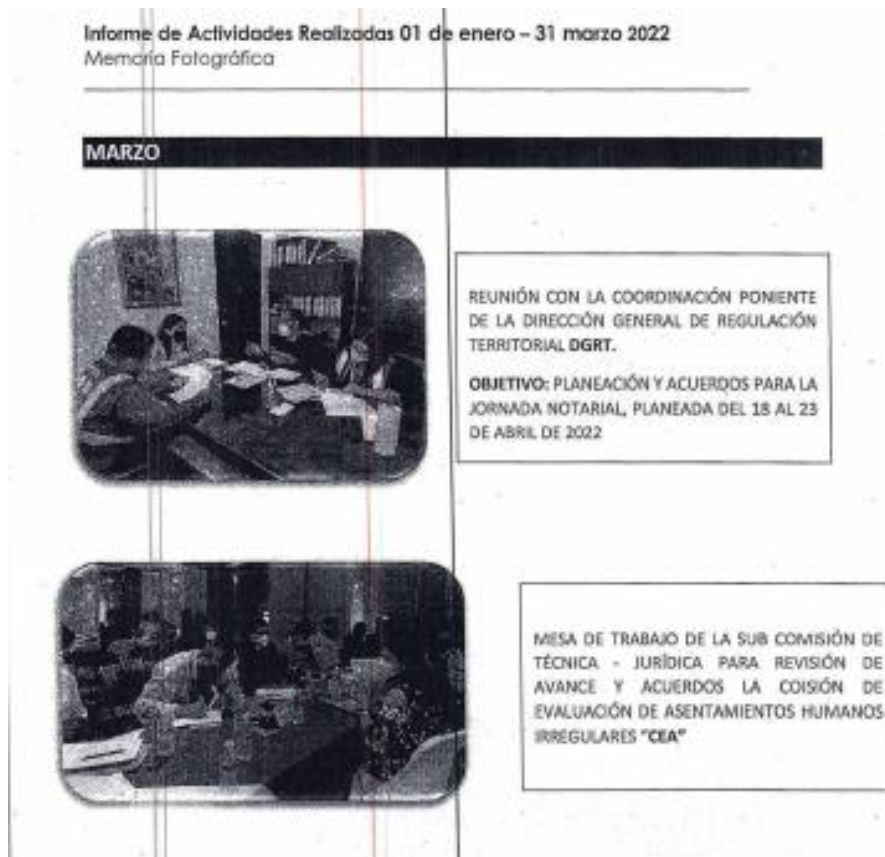 Informe de Actividades Realizadas 01 de enero – 31 marzo 2022
Memoria Fotográfica
MARZO
REUNIÓN CON LA COORDINACIÓN PONIENTE
DE LA DIRECCIÓN GENERAL DE REGULACIÓN
TERRITORIAL DGRT.
OBJETIVO: PLANEACIÓN Y ACUERDOS PARA LA
JORNADA NOTARIAL, PLANEADA DEL 18 AL 23
DE ABRIL DE 2022
MESA DE TRABAJO DE LA SUB COMISIÓN DE
TÉCNICA - JURÍDICA PARA REVISIÓN DE
AVANCE Y ACUERDOS LA COISIÓN DE
EVALUACIÓN DE ASENTAMIENTOS HUMANOS
IRREGULARES "CEA"